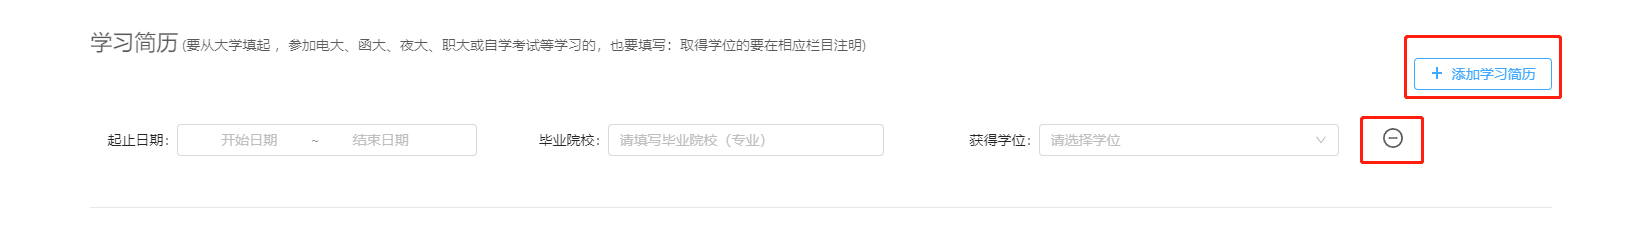 学习简历 (要从大学填起 ，参加电大、函大、夜大、职大或自学考试等学习的，也要填写：取得学位的要在相应栏目注明)
+ 添加学习简历
起止日期： 开始日期 ~ 结束日期 毕业院校： 请填写毕业院校（专业） 获得学位： 请选择学位